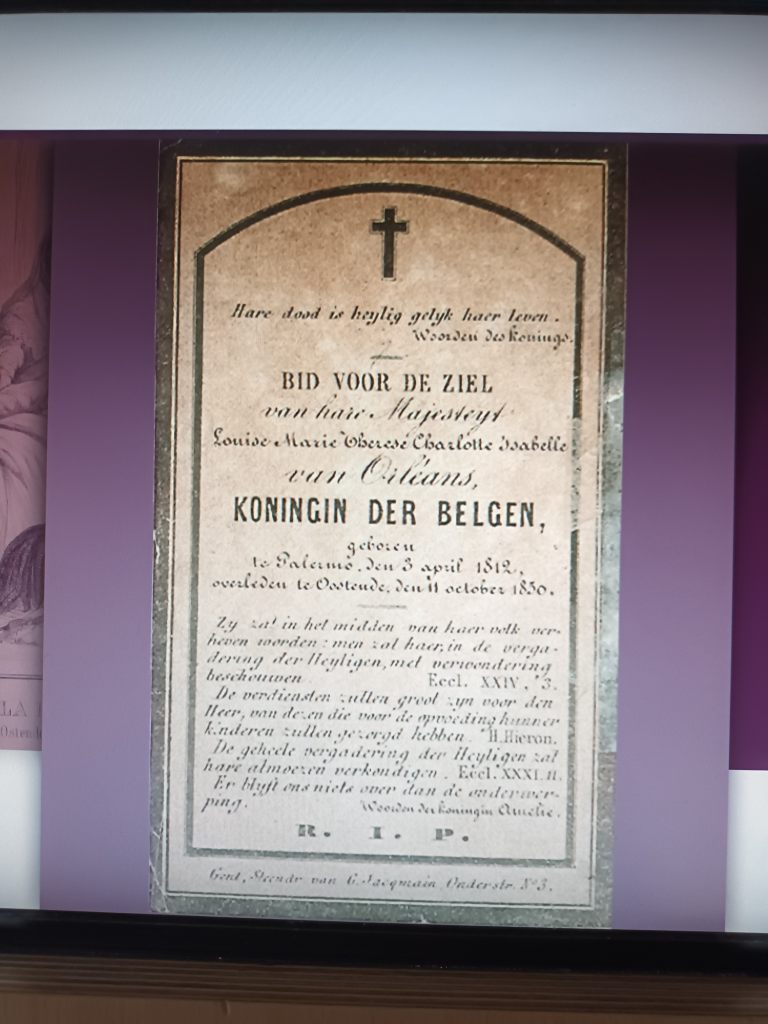 Hare dood is heylig gelyk haer leven.
Woorden des konings.
BID VOOR DE ZIEL
van hare Majesteyt
Louise Marie Therese Charlotte Isabelle
van Orléans,
KONINGIN DER BELGEN,
geboren
te Palermo, den 3 april 1812,
overleden te Oostende, den 11 october 1850.
Zy zal in het midden van haer volk ver-
heven worden: men zal haer, in de verga-
dering der Heyligen, met verwondering
beschouwen. Eccl. XXIV, 3.
De verdiensten zullen groot zyn voor den
Heer, van dezen die voor de opvoeding hunner
kinderen zullen gezorgd hebben. H. Hieron.
De geheele vergadering der Heyligen zal
hare almoezen verkondigen. Eccl. XXXI. 11.
Er blyft ons niets over dan de onderwer-
ping. Woorden der koningin Amelie.
R. I. P.
Gent, Steendr. van G. Jacqmain, Onderstr. No 3.
LA
Ostend